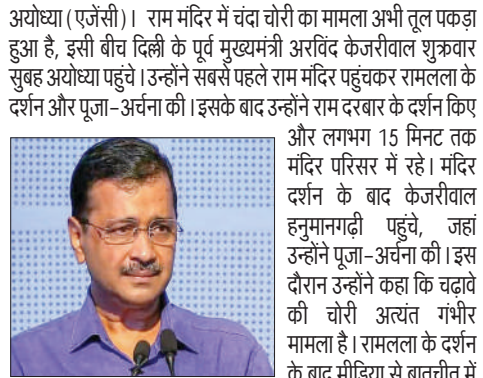 अयोध्या (एजेंसी)। राम मंदिर में चंदा चोरी का मामला अभी तूल पकड़ा
हुआ है, इसी बीच दिल्ली के पूर्व मुख्यमंत्री अरविंद केजरीवाल शुक्रवार
सुबह अयोध्या पहुंचे। उन्होंने सबसे पहले राम मंदिर पहुंचकर रामलला के
दर्शन और पूजा-अर्चना की। इसके बाद उन्होंने राम दरबार के दर्शन किए
और लगभग 15 मिनट तक
मंदिर परिसर में रहे। मंदिर
दर्शन के बाद केजरीवाल
हनुमानगढ़ी पहुंचे, जहां
उन्होंने पूजा-अर्चना की। इस
दौरान उन्होंने कहा कि चढ़ावे
की चोरी अत्यंत गंभीर
मामला है। रामलला के दर्शन
के बाद मीडिया से बातचीत में